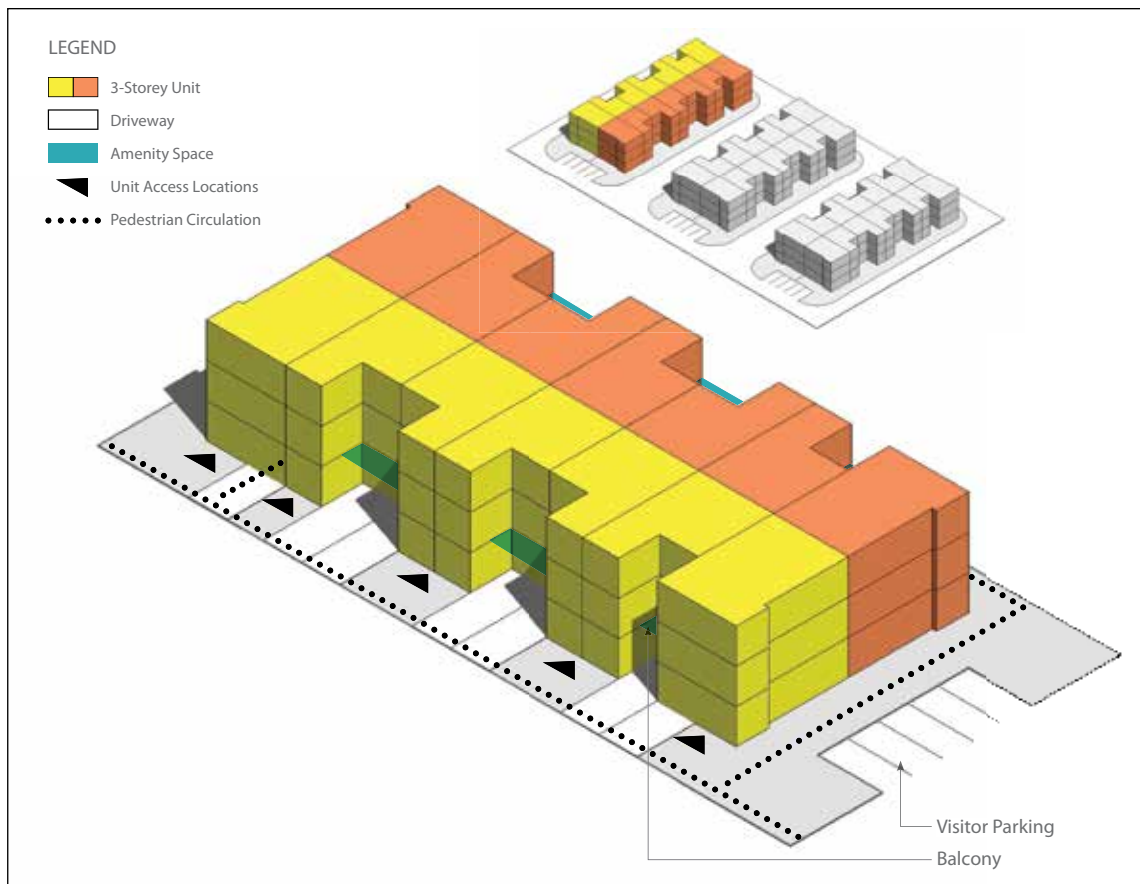 LEGEND
3-Storey Unit
Driveway
Amenity Space
Unit Access Locations
Pedestrian Circulation
Visitor Parking
Balcony